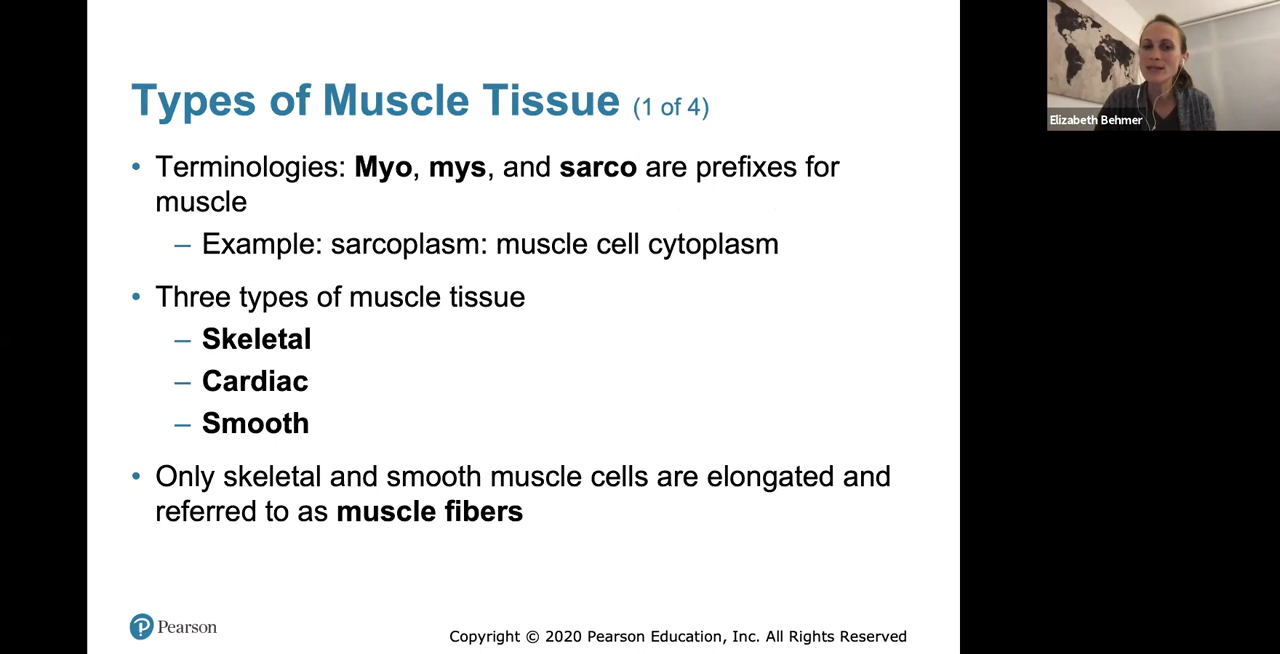 Types of Muscle Tissue (1 of 4)
• Terminologies: Myo, mys, and sarco are prefixes for
muscle
– Example: sarcoplasm: muscle cell cytoplasm
• Three types of muscle tissue
– Skeletal
– Cardiac
– Smooth
• Only skeletal and smooth muscle cells are elongated and
referred to as muscle fibers
P Pearson
Copyright © 2020 Pearson Education, Inc. All Rights Reserved
Elizabeth Behmer